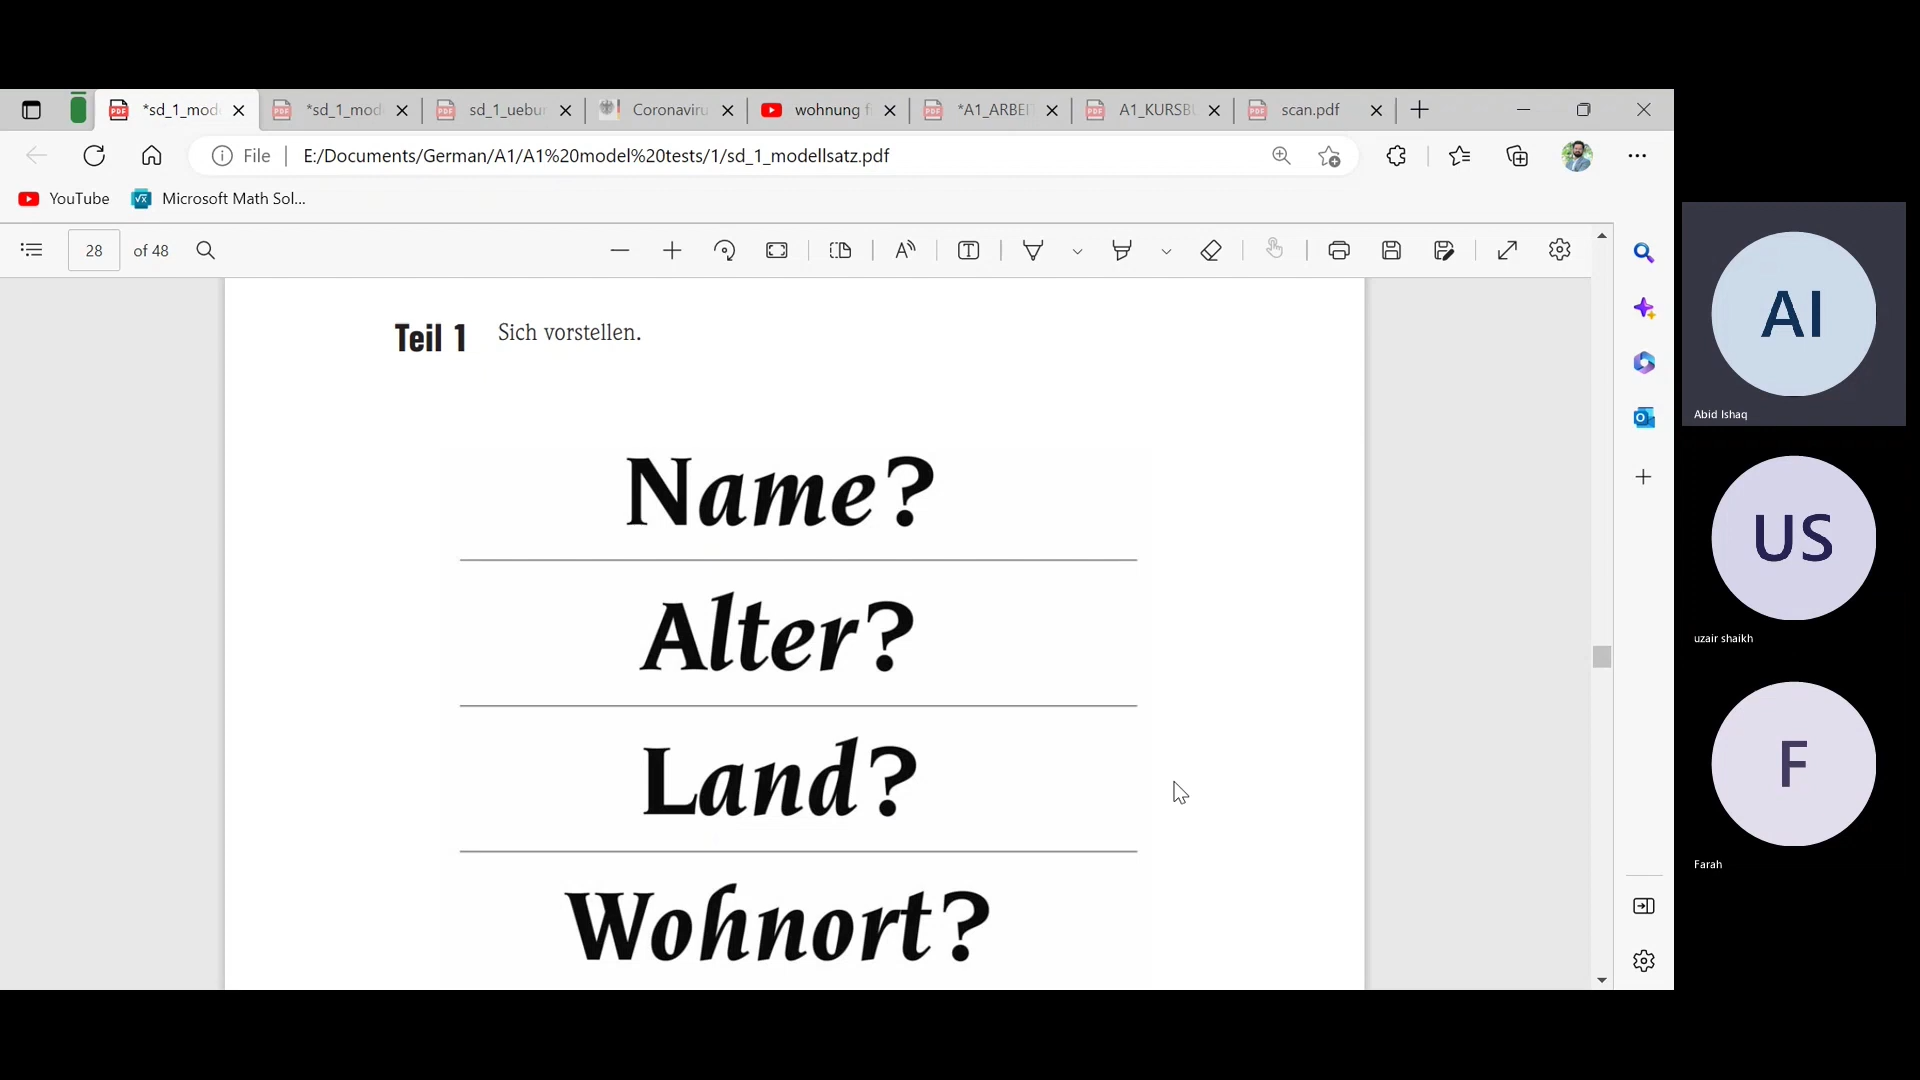 *sd_1_mod
*sd_1_mod
sd_1_uebur
Coronaviru
wohnung f
*A1_ARBEI
A1_KURSB
scan.pdf
File
E:/Documents/German/A1/A1%20model%20tests/1/sd_1_modellsatz.pdf
YouTube
Microsoft Math Sol...
28 of 48
Teil 1 Sich vorstellen.
Name?
Alter?
Land?
Wohnort?
AI
Abid Ishaq
US
uzair shaikh
F
Farah